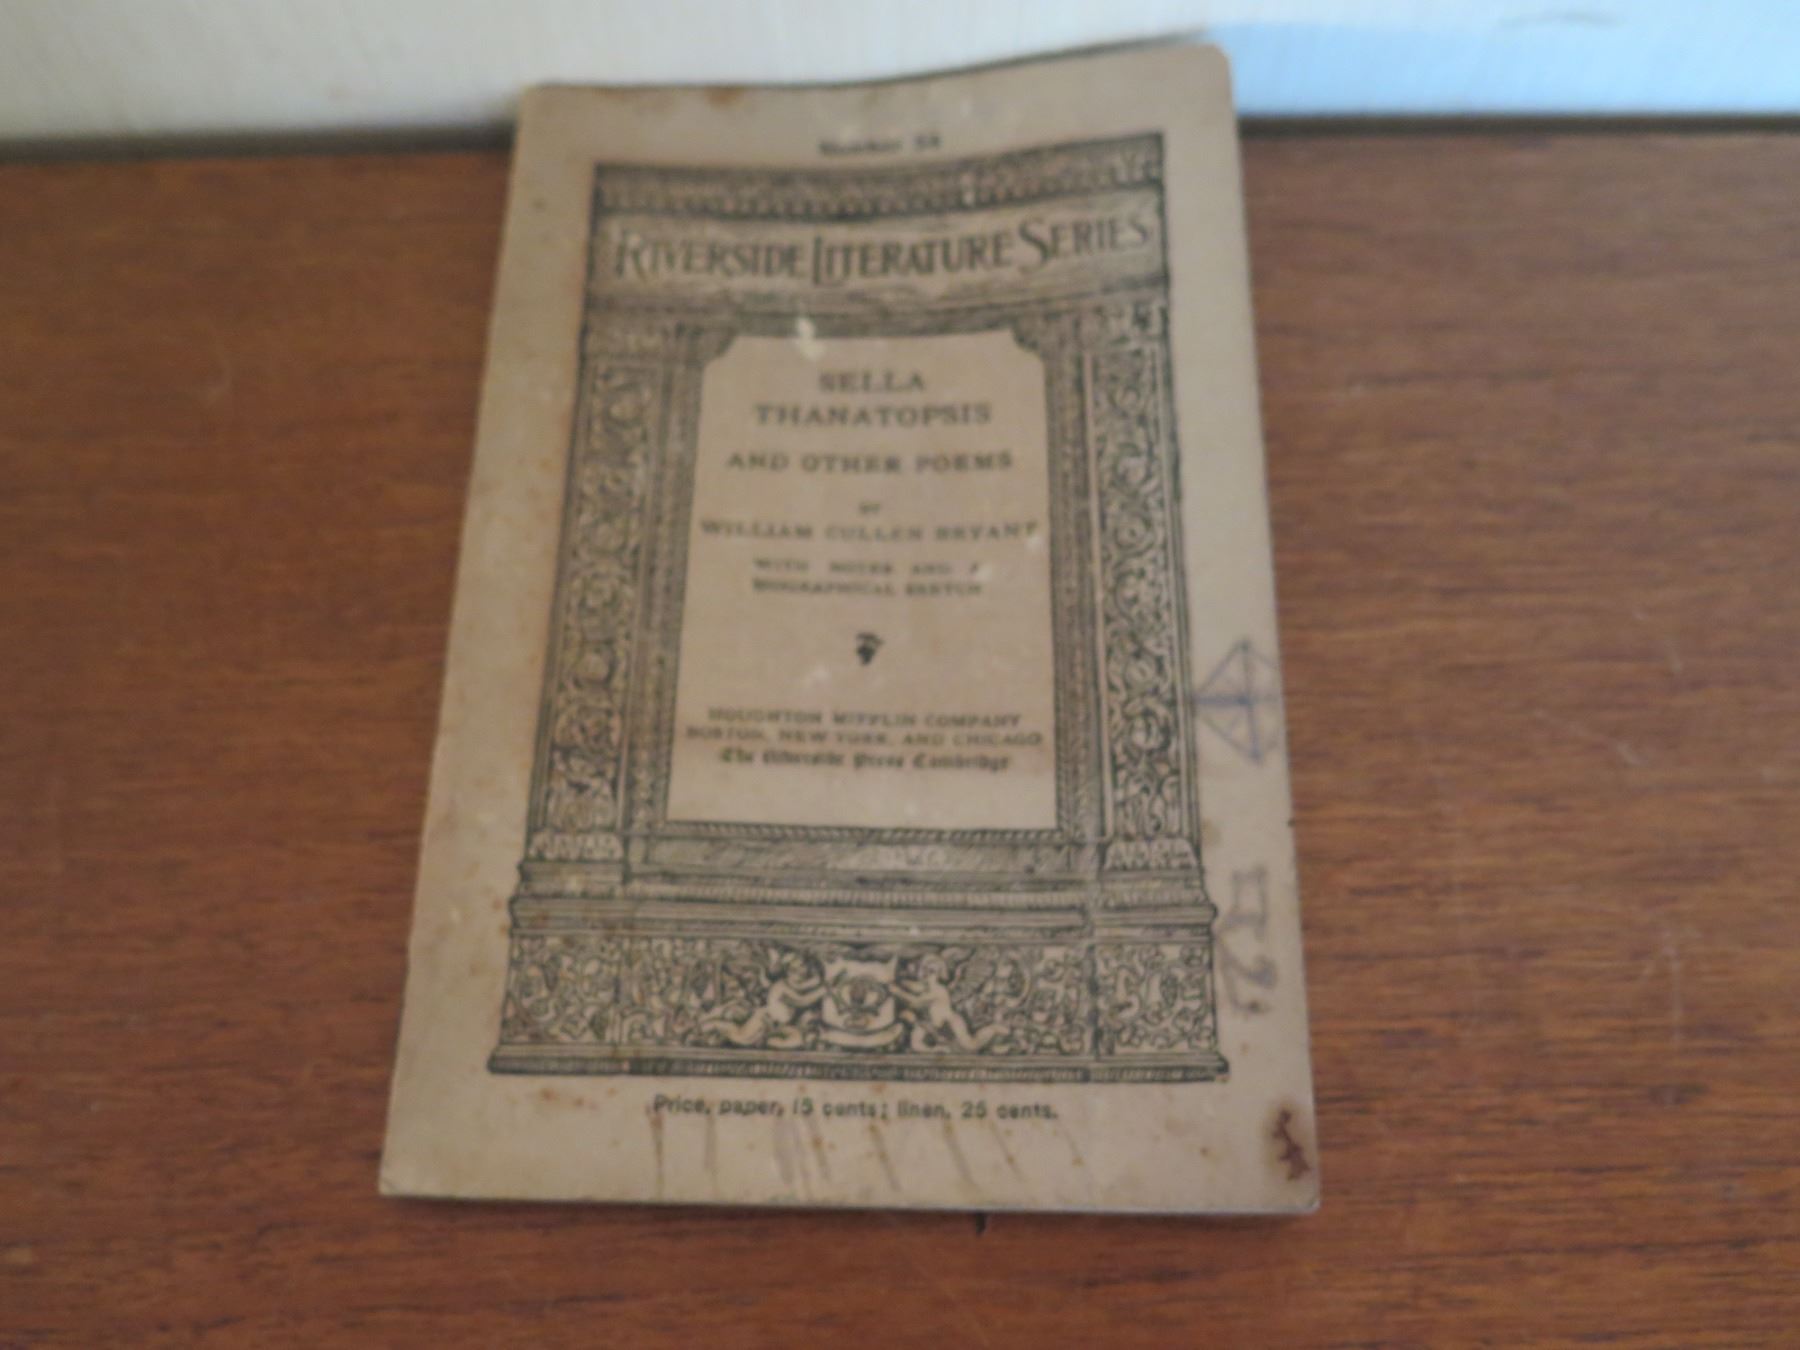 Number 54
RIVERSIDE LITERATURE SERIES
SELLA
THANATOPSIS
AND OTHER POEMS
BY
WILLIAM CULLEN BRYANT
WITH NOTES AND A
BIOGRAPHICAL SKETCH
HOUGHTON MIFFLIN COMPANY
BOSTON, NEW YORK, AND CHICAGO
The Riverside Press Cambridge
Price, paper, 15 cents; linen, 25 cents.